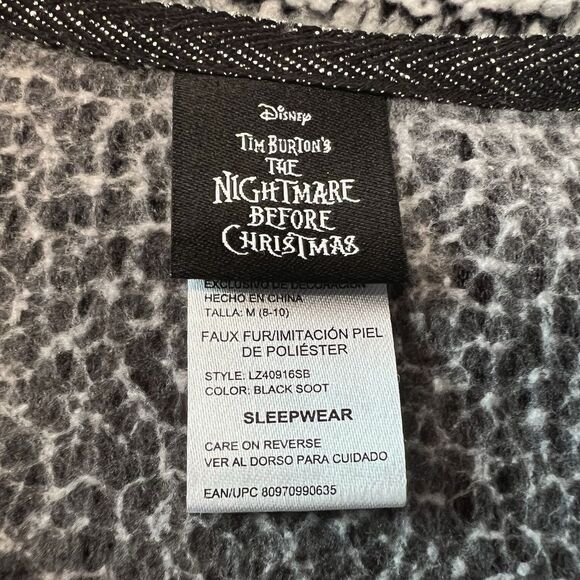 Disney
TIM BURTON'S
THE
NIGHTMARE
BEFORE
CHRISTMAS
EXCLUSIVO DE DECORACIÓN
HECHO EN CHINA
TALLA: M (8-10)
FAUX FUR/IMITACIÓN PIEL
DE POLIÉSTER
STYLE: LZ40916SB
COLOR: BLACK SOOT
SLEEPWEAR
CARE ON REVERSE
VER AL DORSO PARA CUIDADO
EAN/UPC 80970990635